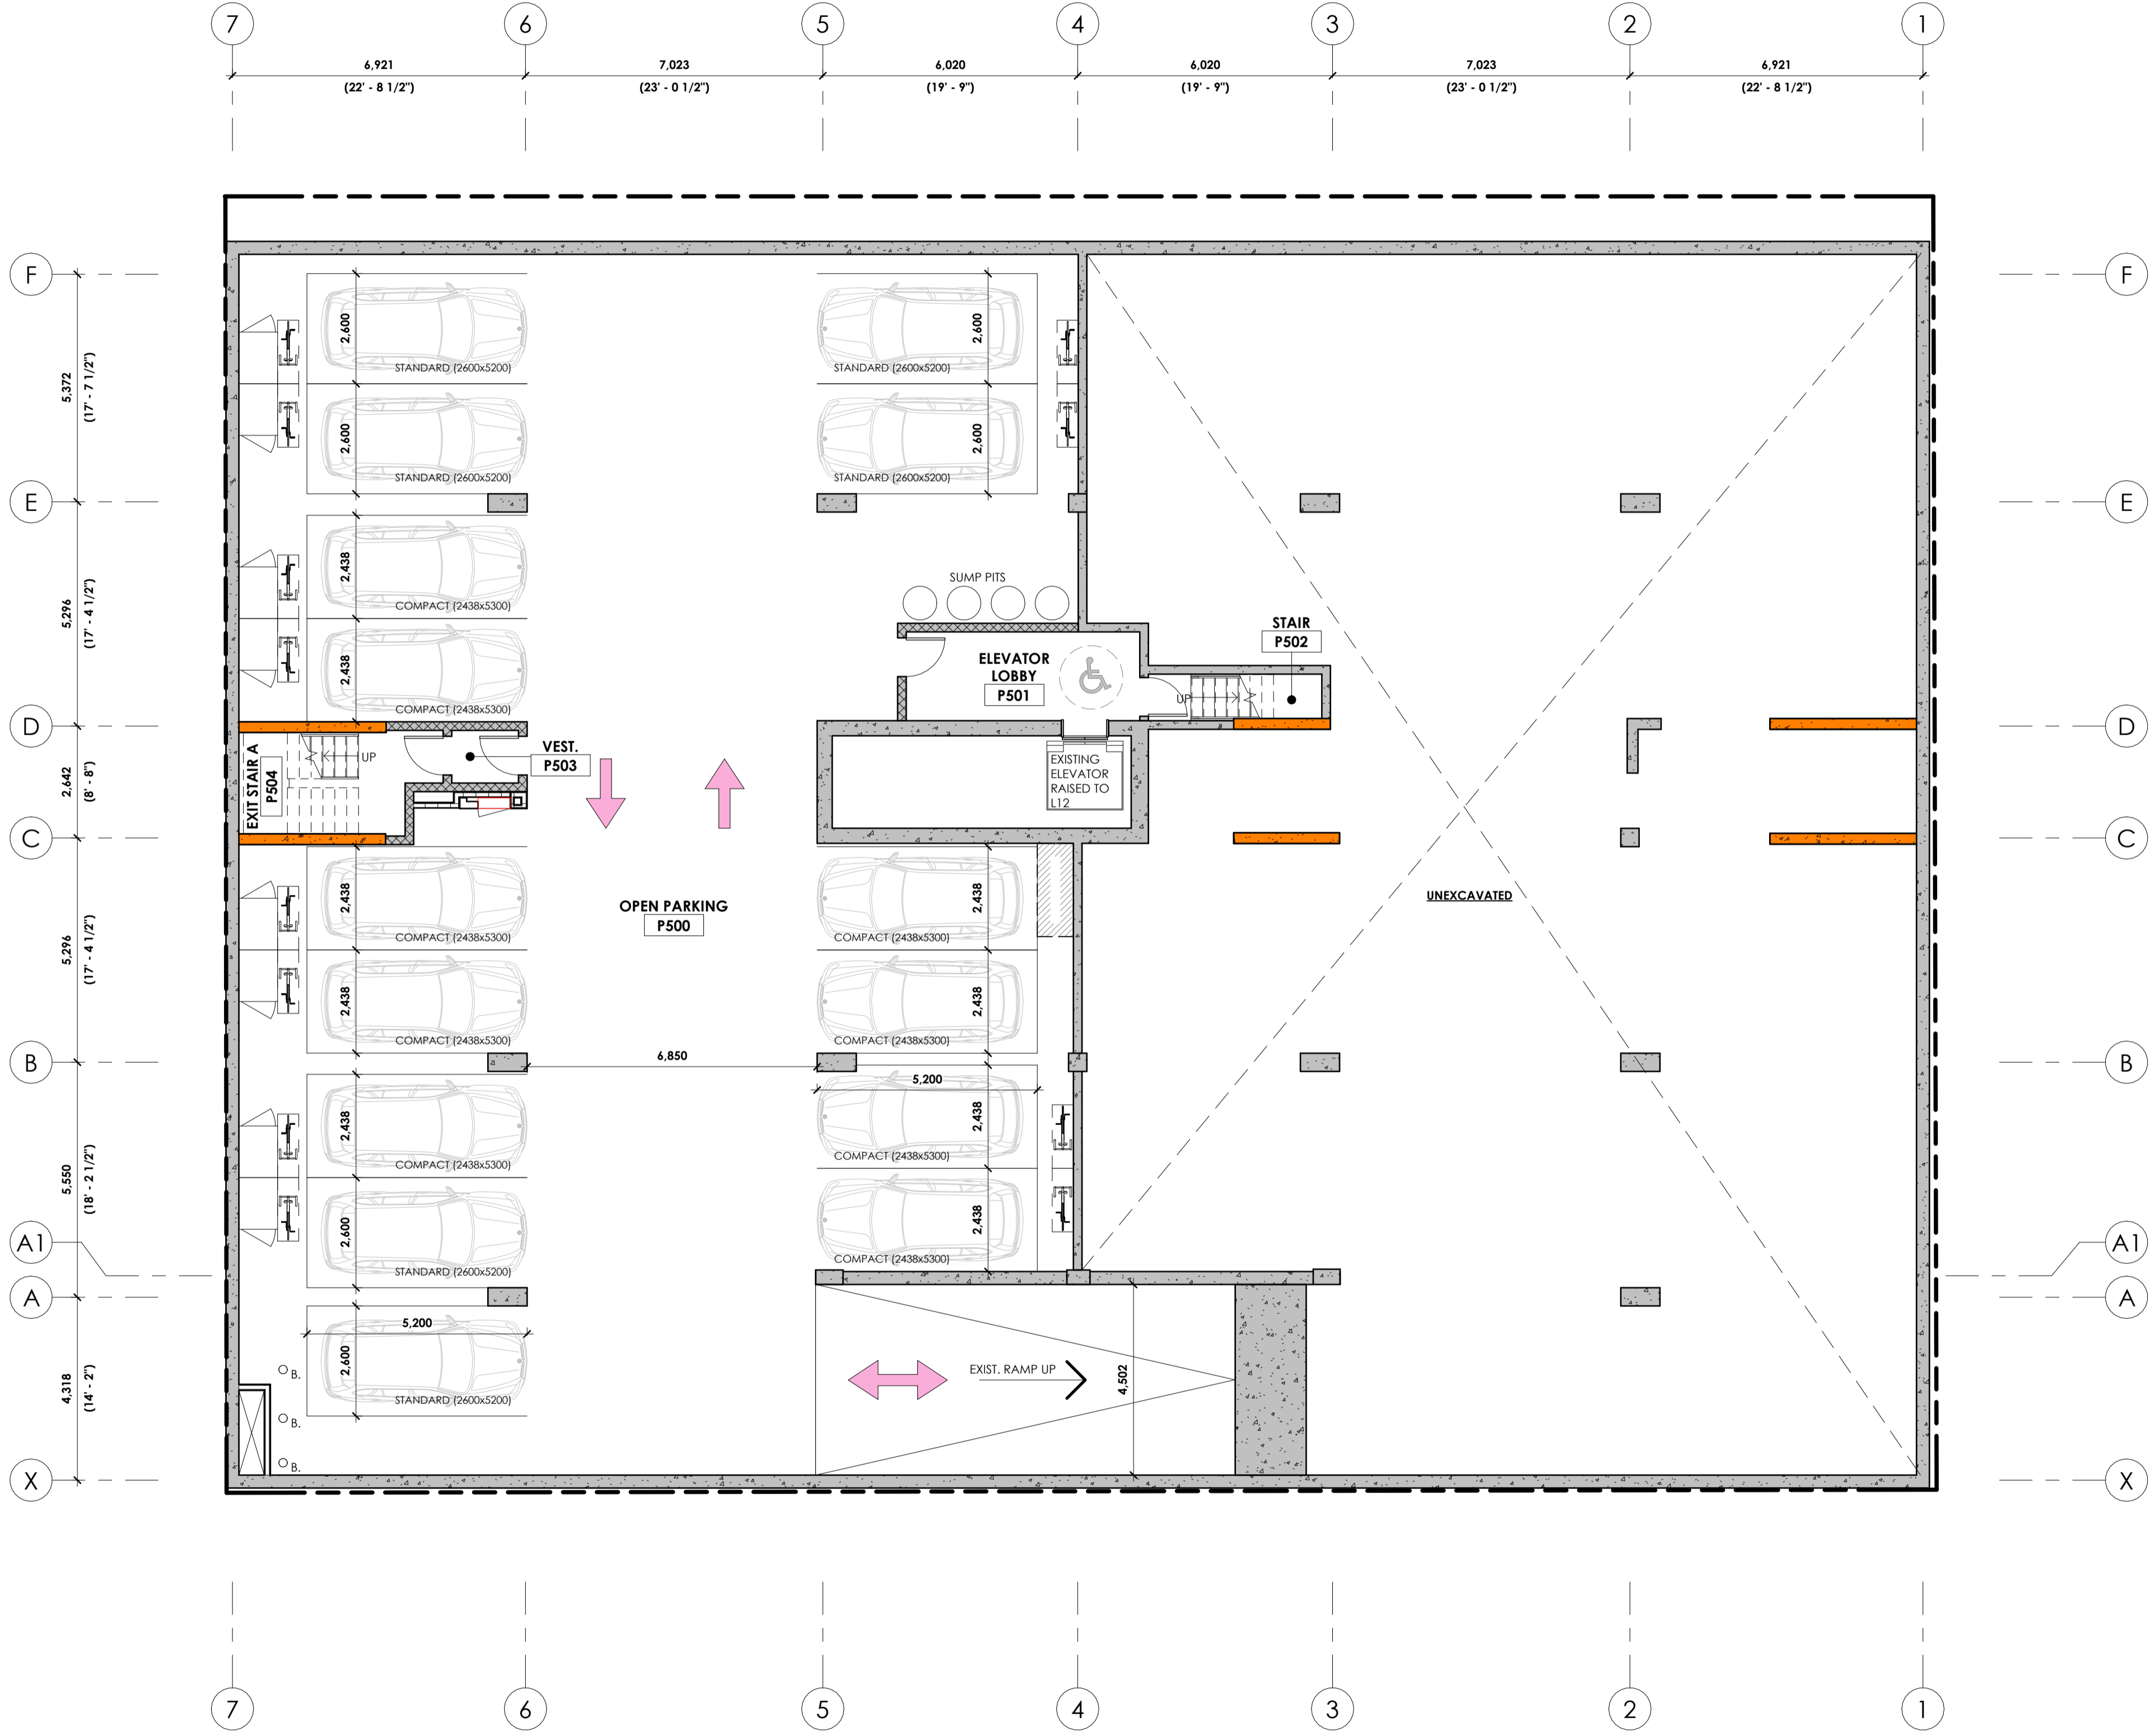 7 6 5 4 3 2 1
6,921 7,023 6,020 6,020 7,023 6,921
(22' - 8 1/2") (23' - 0 1/2") (19' - 9") (19' - 9") (23' - 0 1/2") (22' - 8 1/2")
F F
5,372
(17' - 7 1/2")
2,600 2,600
STANDARD (2600x5200) STANDARD (2600x5200)
2,600 2,600
STANDARD (2600x5200) STANDARD (2600x5200)
E E
5,296
(17' - 4 1/2")
2,438
COMPACT (2438x5300)
SUMP PITS
2,438
COMPACT (2438x5300)
ELEVATOR
LOBBY
P501
STAIR
P502
UP
D D
2,642
(8' - 8")
EXIT STAIR A
P504
UP
VEST.
P503
EXISTING
ELEVATOR
RAISED TO
L12
C C
5,296
(17' - 4 1/2")
2,438 2,438
COMPACT (2438x5300) COMPACT (2438x5300)
OPEN PARKING
P500
UNEXCAVATED
2,438 2,438
COMPACT (2438x5300) COMPACT (2438x5300)
B B
6,850
5,200
5,550
(18' - 2 1/2")
2,438 2,438
COMPACT (2438x5300) COMPACT (2438x5300)
2,600 2,438
STANDARD (2600x5200) COMPACT (2438x5300)
A1 A1
A A
5,200
4,318
(14' - 2")
2,600
STANDARD (2600x5200)
B.
B.
B.
EXIST. RAMP UP
4,502
X X
7 6 5 4 3 2 1